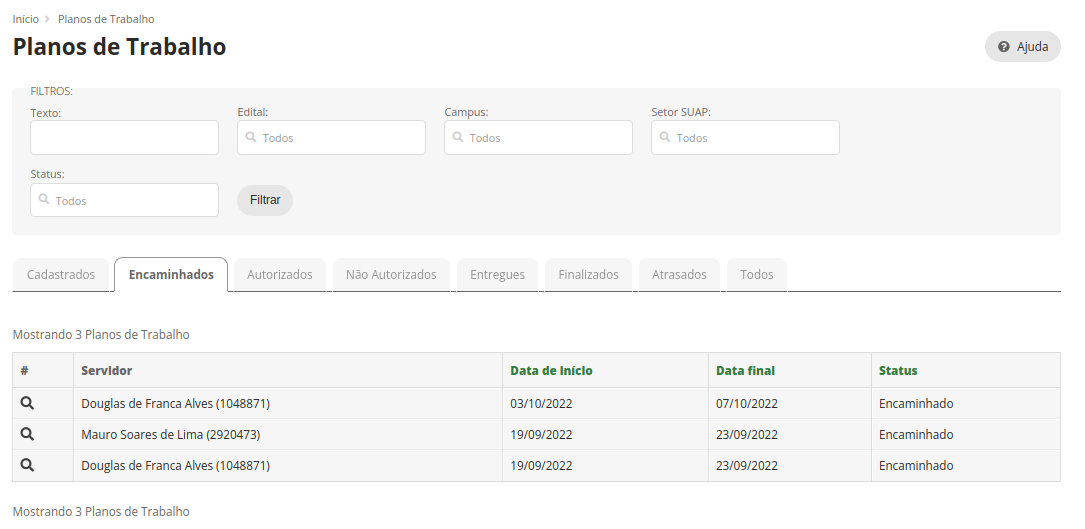 Início > Planos de Trabalho
Planos de Trabalho
Ajuda
FILTROS:
Texto: Edital: Campus: Setor SUAP:
Todos Todos Todos
Status:
Todos Filtrar
Cadastrados Encaminhados Autorizados Não Autorizados Entregues Finalizados Atrasados Todos
Mostrando 3 Planos de Trabalho
# Servidor Data de Início Data final Status
Douglas de Franca Alves (1048871) 03/10/2022 07/10/2022 Encaminhado
Mauro Soares de Lima (2920473) 19/09/2022 23/09/2022 Encaminhado
Douglas de Franca Alves (1048871) 19/09/2022 23/09/2022 Encaminhado
Mostrando 3 Planos de Trabalho